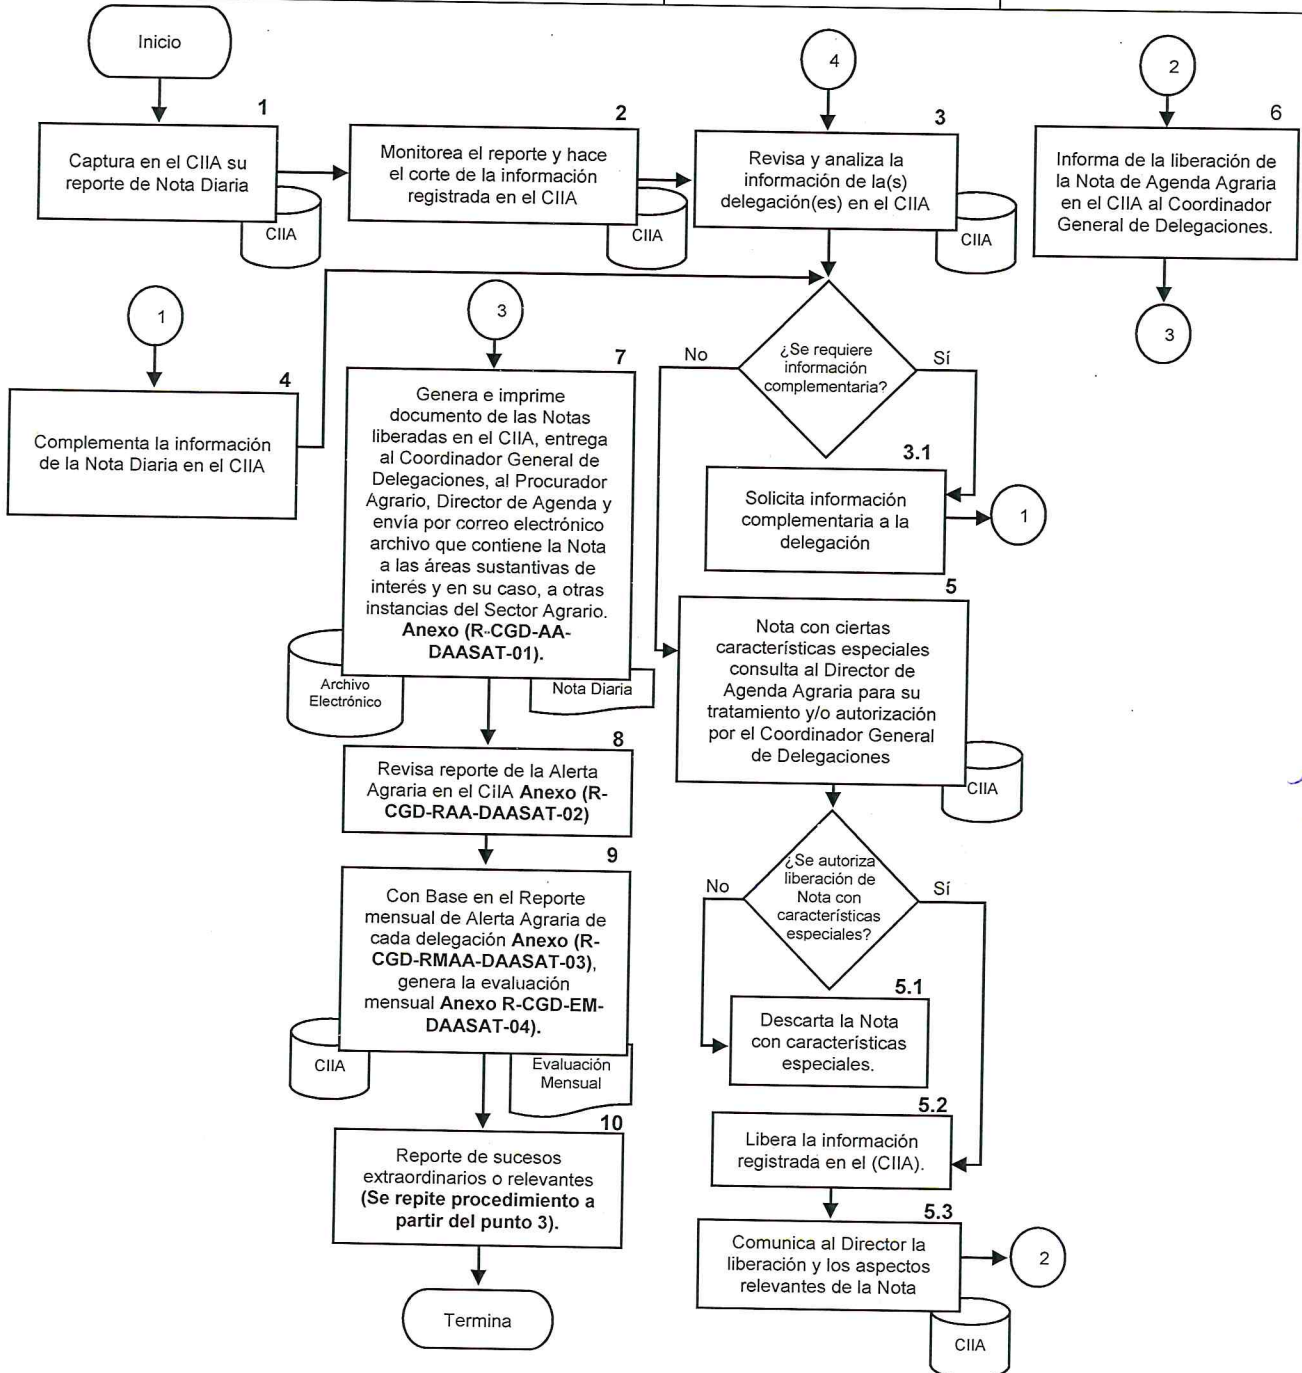 Inicio
1
Captura en el CIIA su
reporte de Nota Diaria
CIIA
2
Monitorea el reporte y hace
el corte de la información
registrada en el CIIA
CIIA
4
3
Revisa y analiza la
información de la(s)
delegación(es) en el CIIA
CIIA
2
6
Informa de la liberación de
la Nota de Agenda Agraria
en el CIIA al Coordinador
General de Delegaciones.
3
1
4
Complementa la información
de la Nota Diaria en el CIIA
3
7
Genera e imprime
documento de las Notas
liberadas en el CIIA, entrega
al Coordinador General de
Delegaciones, al Procurador
Agrario, Director de Agenda y
envía por correo electrónico
archivo que contiene la Nota
a las áreas sustantivas de
interés y en su caso, a otras
instancias del Sector Agrario.
Anexo (R-CGD-AA-
DAASAT-01).
Archivo
Electrónico
Nota Diaria
8
Revisa reporte de la Alerta
Agraria en el CIIA Anexo (R-
CGD-RAA-DAASAT-02)
9
Con Base en el Reporte
mensual de Alerta Agraria de
cada delegación Anexo (R-
CGD-RMAA-DAASAT-03),
genera la evaluación
mensual Anexo R-CGD-EM-
DAASAT-04).
CIIA
Evaluación
Mensual
10
Reporte de sucesos
extraordinarios o relevantes
(Se repite procedimiento a
partir del punto 3).
Termina
No
¿Se requiere
información
complementaria?
Sí
3.1
Solicita información
complementaria a la
delegación
1
5
Nota con ciertas
características especiales
consulta al Director de
Agenda Agraria para su
tratamiento y/o autorización
por el Coordinador General
de Delegaciones
CIIA
No
¿Se autoriza
liberación de
Nota con
características
especiales?
Sí
5.1
Descarta la Nota
con características
especiales.
5.2
Libera la información
registrada en el (CIIA).
5.3
Comunica al Director la
liberación y los aspectos
relevantes de la Nota
2
CIIA